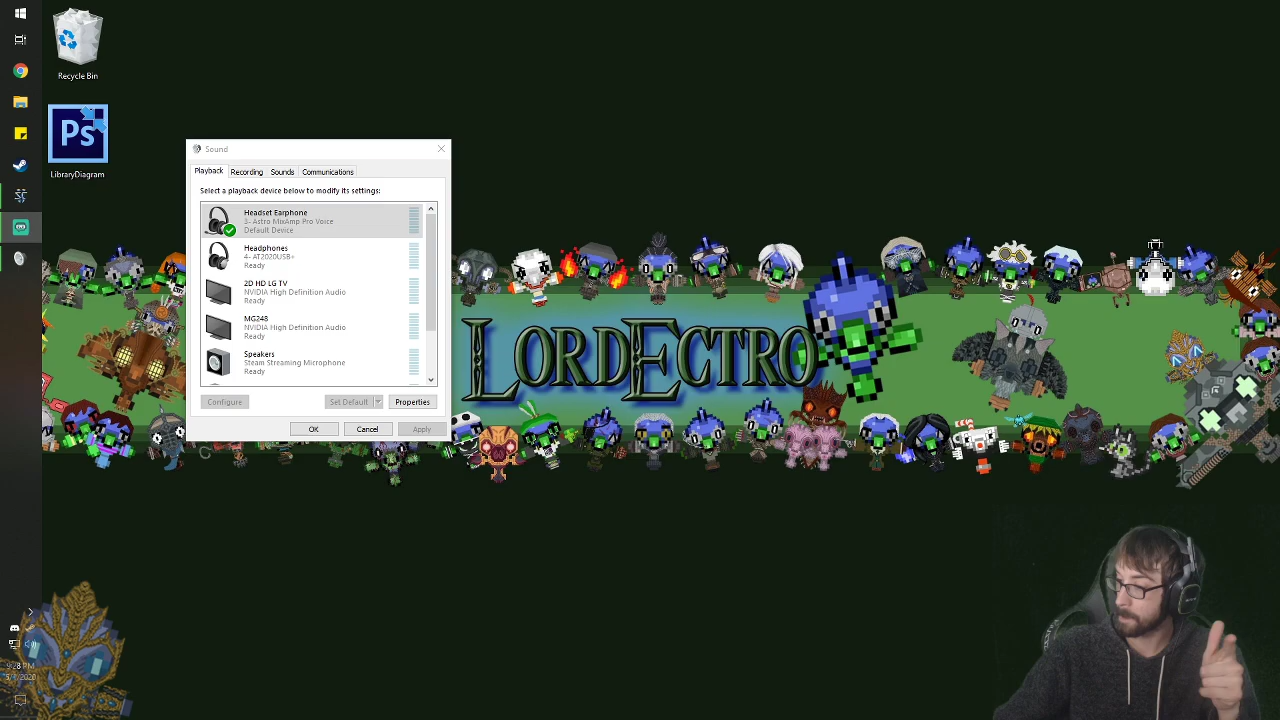 Recycle Bin
Ps
LibraryDiagram
Sound
Playback
Recording
Sounds
Communications
Select a playback device below to modify its settings:
Headset Earphone
3- Astro MixAmp Pro Voice
Default Device
Headphones
4- AT2020USB+
Ready
2D HD LG TV
NVIDIA High Definition Audio
Ready
MG248
NVIDIA High Definition Audio
Ready
Speakers
Steam Streaming Microphone
Ready
Configure
Set Default
Properties
OK
Cancel
Apply
LORDECTRO
9:28 PM